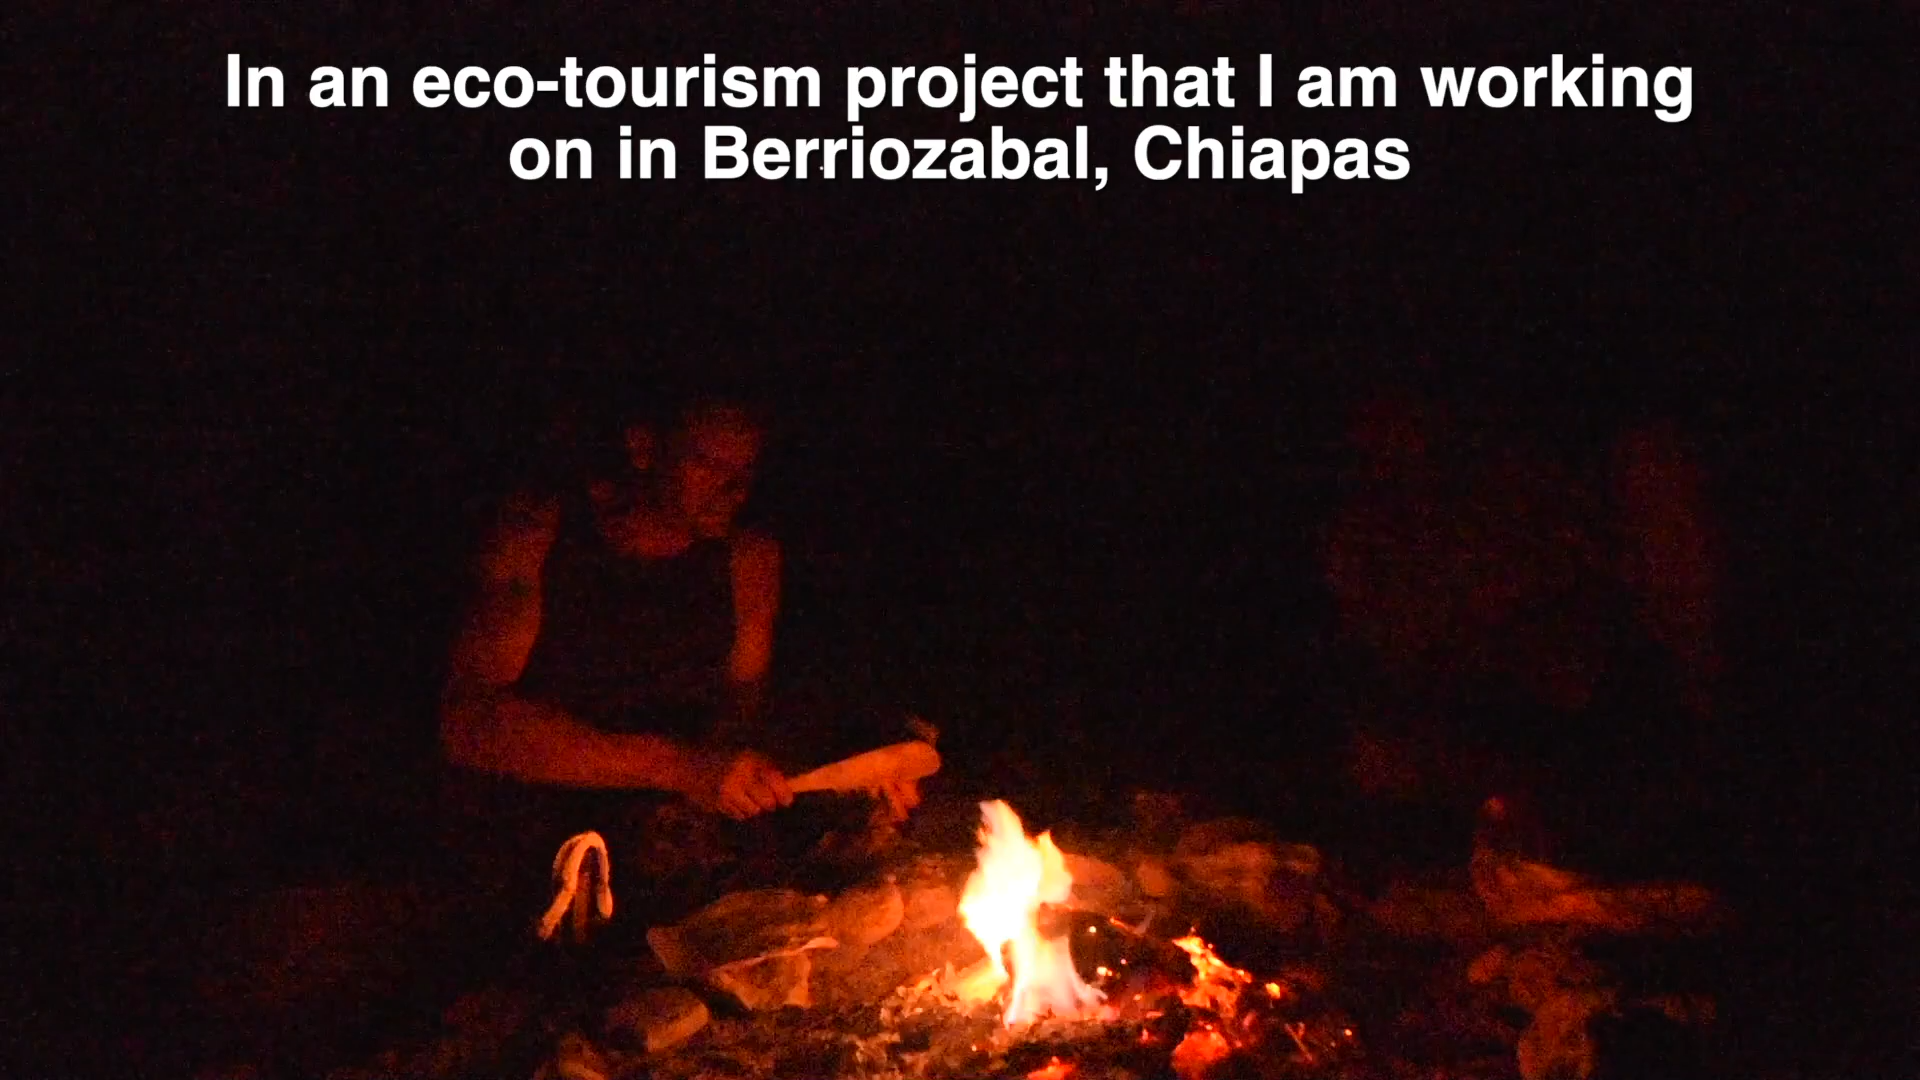 In an eco-tourism project that I am working
on in Berriozabal, Chiapas